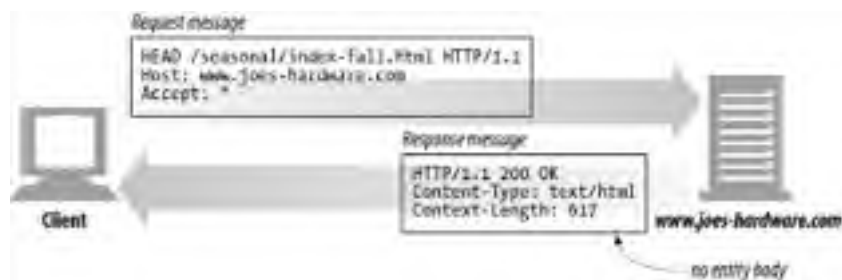 Request message
HEAD /seasonal/index-fall.html HTTP/1.1
Host: www.joes-hardware.com
Accept: *
Response message
HTTP/1.1 200 OK
Content-Type: text/html
Context-Length: 617
Client
www.joes-hardware.com
no entity body